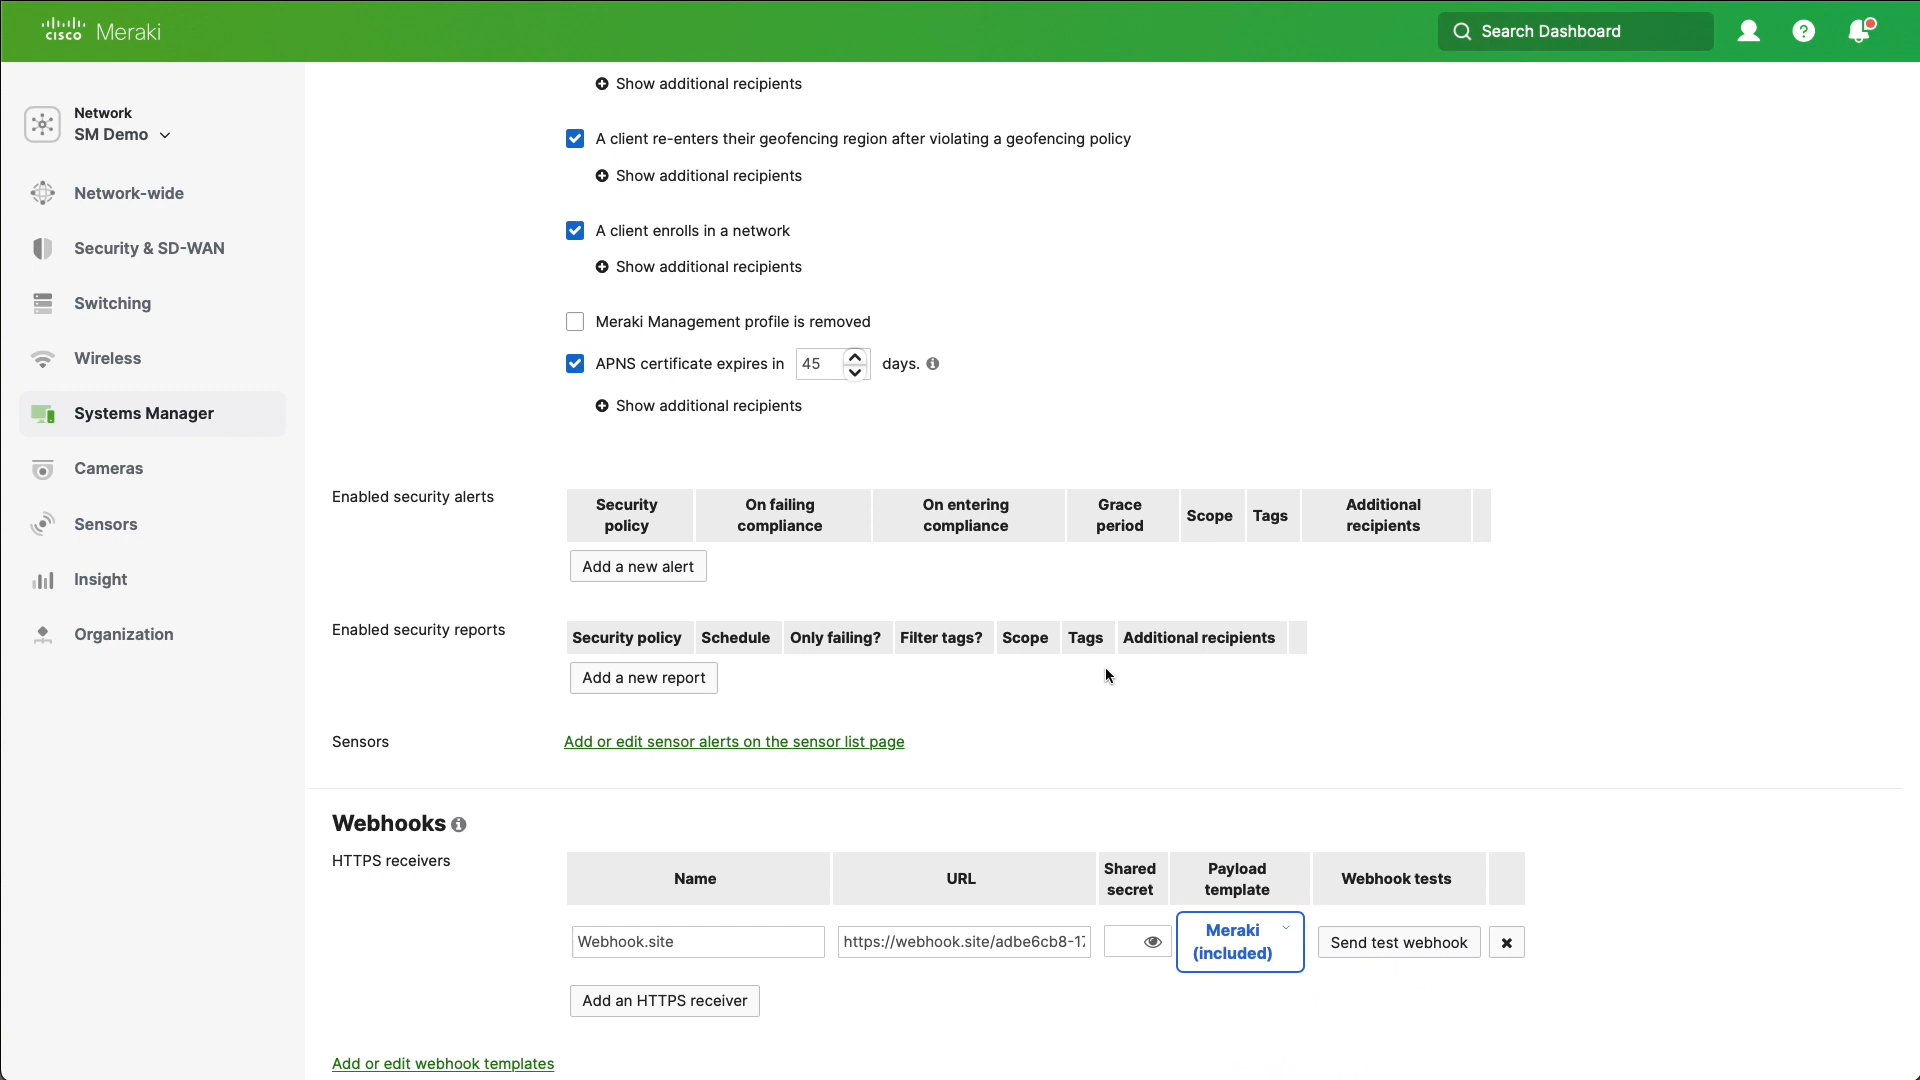 cisco Meraki
Search Dashboard
Network
SM Demo
Network-wide
Security & SD-WAN
Switching
Wireless
Systems Manager
Cameras
Sensors
Insight
Organization
Show additional recipients
A client re-enters their geofencing region after violating a geofencing policy
Show additional recipients
A client enrolls in a network
Show additional recipients
Meraki Management profile is removed
APNS certificate expires in 45 days.
Show additional recipients
Enabled security alerts
Security policy
On failing compliance
On entering compliance
Grace period
Scope
Tags
Additional recipients
Add a new alert
Enabled security reports
Security policy
Schedule
Only failing?
Filter tags?
Scope
Tags
Additional recipients
Add a new report
Sensors
Add or edit sensor alerts on the sensor list page
Webhooks
HTTPS receivers
Name
URL
Shared secret
Payload template
Webhook tests
Webhook.site
https://webhook.site/adbe6cb8-17
Meraki (included)
Send test webhook
Add an HTTPS receiver
Add or edit webhook templates